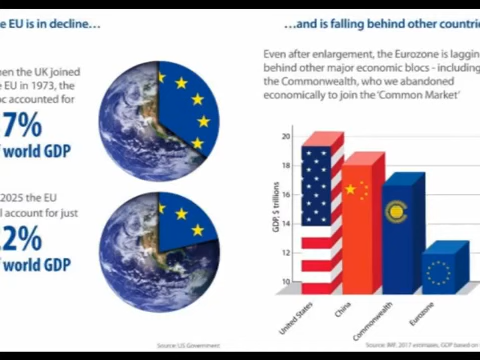 EU is in decline…
the UK joined
EU in 1973, the
accounted for
7%
world GDP
2025 the EU
account for just
2%
world GDP
Source: US Government
…and is falling behind other
Even after enlargement, the Eurozone is
behind other major economic blocs - including
the Commonwealth, who we abandoned
economically to join the 'Common Market'
GDP, $ trillions
20
18
16
14
12
10
United States
China
Commonwealth
Eurozone
Source: IMF, 2017 estimates, GDP based on